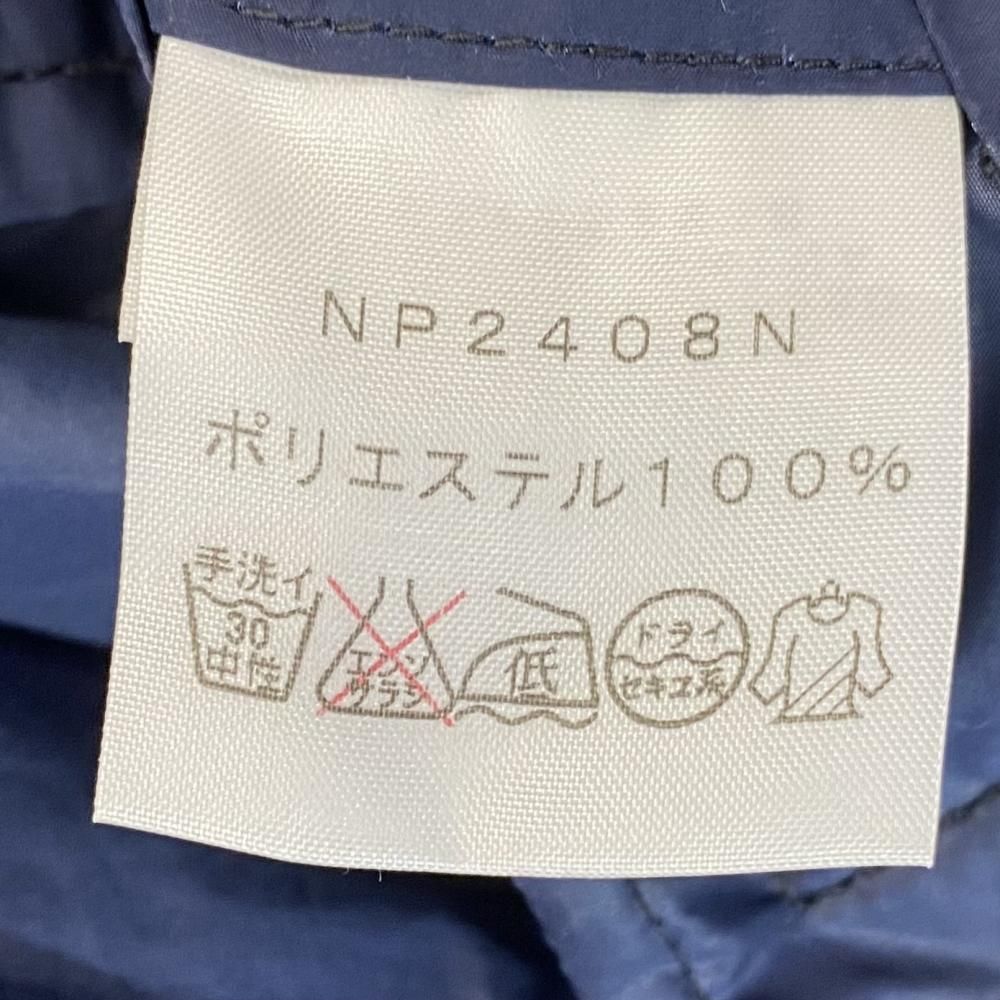 NP2408N
ポリエステル100%
手洗イ
30
中性
エンソ
サラシ
低
ドライ
セキユ系